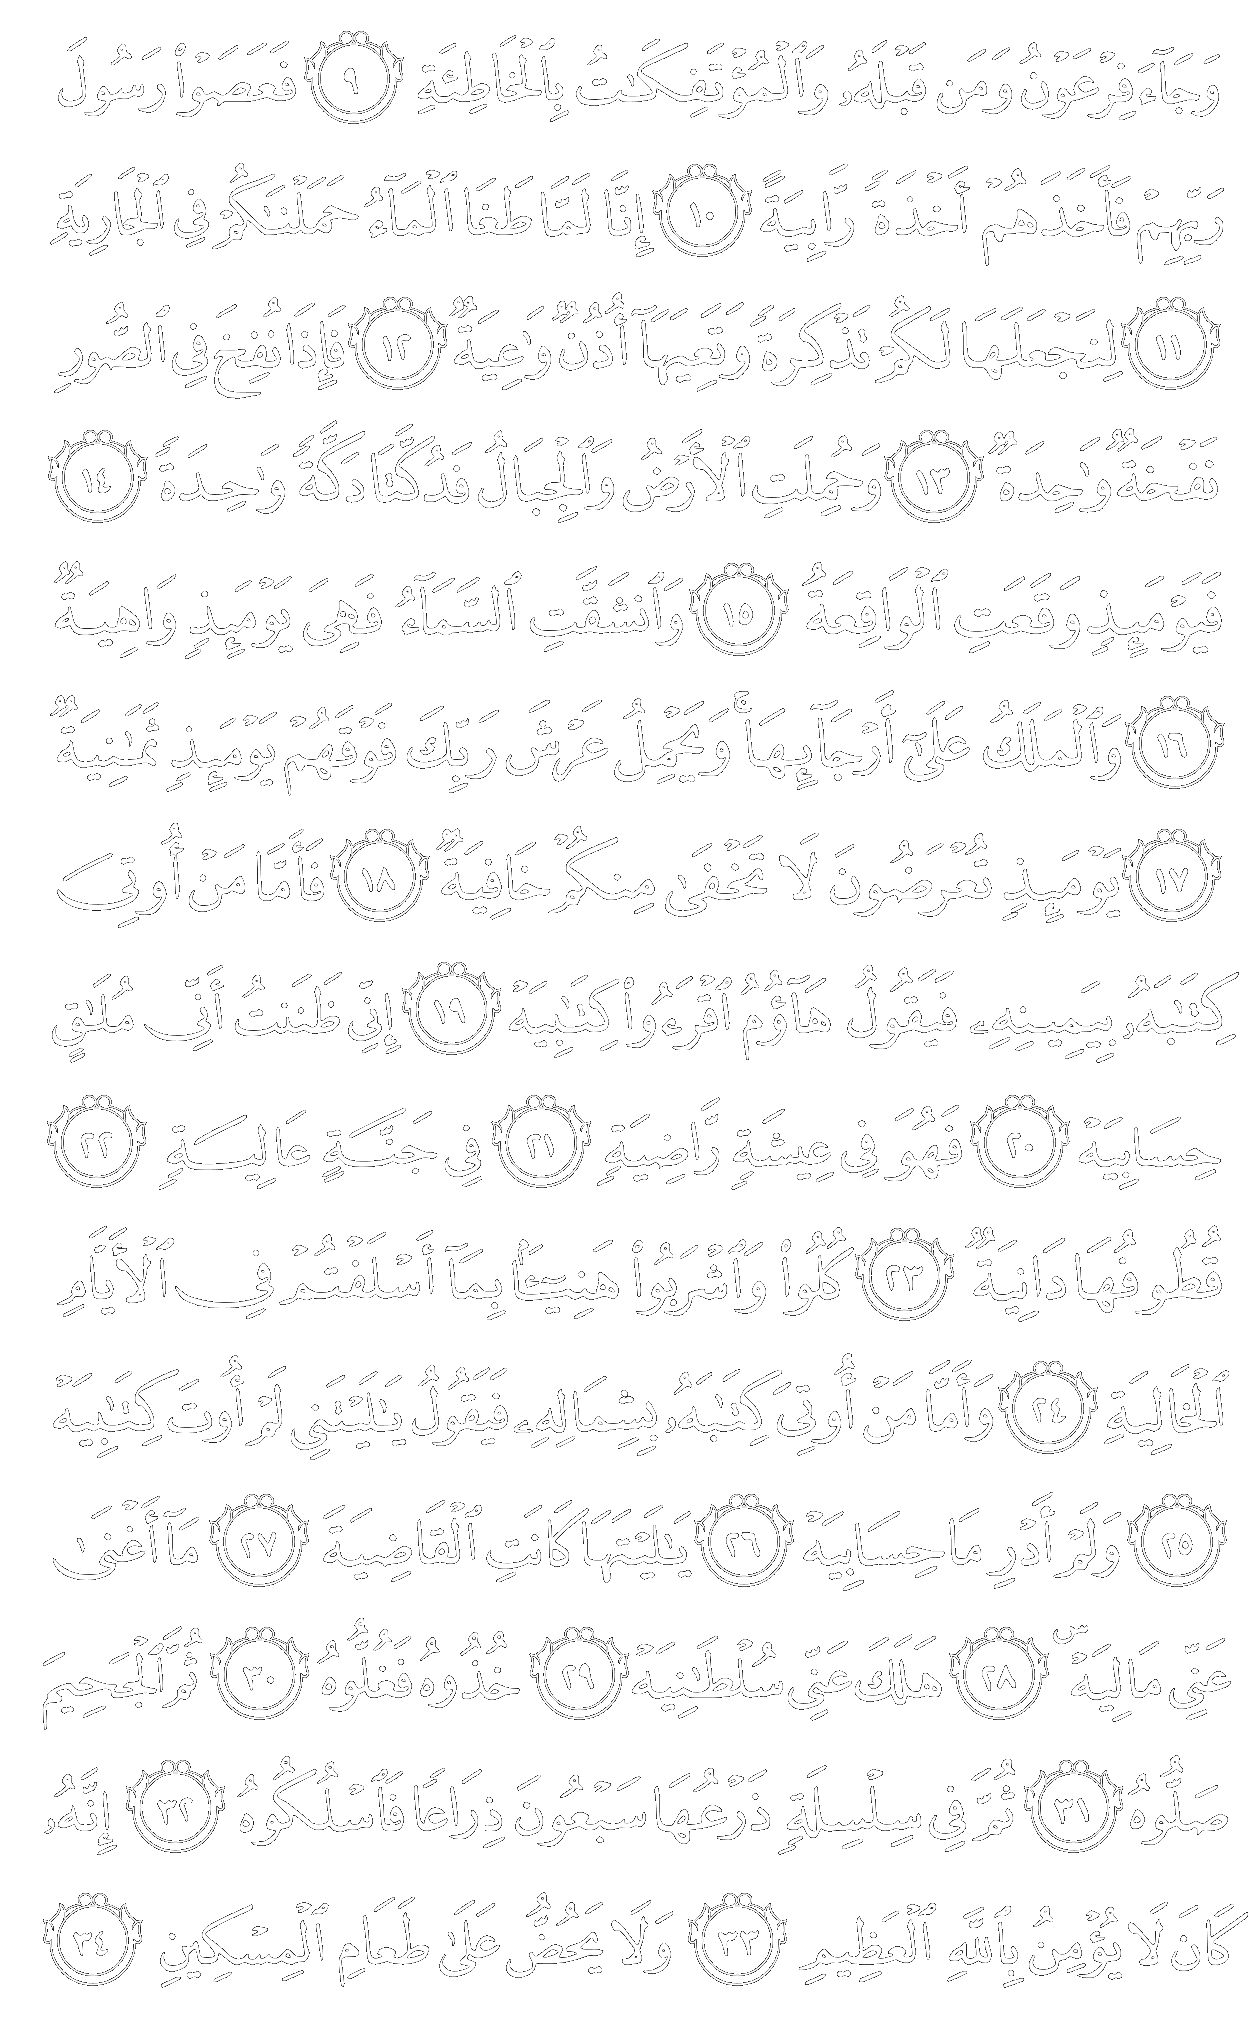 وَجَآءَ فِرْعَوْنُ وَمَن قَبْلَهُۥ وَٱلْمُؤْتَفِكَٰتُ بِٱلْخَاطِئَةِ ٩ فَعَصَوْا۟ رَسُولَ
رَبِّهِمْ فَأَخَذَهُمْ أَخْذَةً رَّابِيَةً ١٠ إِنَّا لَمَّا طَغَا ٱلْمَآءُ حَمَلْنَٰكُمْ فِي ٱلْجَارِيَةِ
١١ لِنَجْعَلَهَا لَكُمْ تَذْكِرَةً وَتَعِيَهَآ أُذُنٌ وَٰعِيَةٌ ١٢ فَإِذَا نُفِخَ فِي ٱلصُّورِ
نَفْخَةٌ وَٰحِدَةٌ ١٣ وَحُمِلَتِ ٱلْأَرْضُ وَٱلْجِبَالُ فَدُكَّتَا دَكَّةً وَٰحِدَةً ١٤
فَيَوْمَئِذٍ وَقَعَتِ ٱلْوَاقِعَةُ ١٥ وَٱنشَقَّتِ ٱلسَّمَآءُ فَهِىَ يَوْمَئِذٍ وَاهِيَةٌ
١٦ وَٱلْمَلَكُ عَلَىٰٓ أَرْجَآئِهَا ۚ وَيَحْمِلُ عَرْشَ رَبِّكَ فَوْقَهُمْ يَوْمَئِذٍ ثَمَٰنِيَةٌ
١٧ يَوْمَئِذٍ تُعْرَضُونَ لَا تَخْفَىٰ مِنكُمْ خَافِيَةٌ ١٨ فَأَمَّا مَنْ أُوتِىَ
كِتَٰبَهُۥ بِيَمِينِهِۦ فَيَقُولُ هَآؤُمُ ٱقْرَءُوا۟ كِتَٰبِيَهْ ١٩ إِنِّي ظَنَنتُ أَنِّى مُلَٰقٍ
حِسَابِيَهْ ٢٠ فَهُوَ فِي عِيشَةٍ رَّاضِيَةٍ ٢١ فِي جَنَّةٍ عَالِيَةٍ ٢٢
قُطُوفُهَا دَانِيَةٌ ٢٣ كُلُوا۟ وَٱشْرَبُوا۟ هَنِيٓـًٔۢا بِمَآ أَسْلَفْتُمْ فِى ٱلْأَيَّامِ
ٱلْخَالِيَةِ ٢٤ وَأَمَّا مَنْ أُوتِىَ كِتَٰبَهُۥ بِشِمَالِهِۦ فَيَقُولُ يَٰلَيْتَنِي لَمْ أُوتَ كِتَٰبِيَهْ
٢٥ وَلَمْ أَدْرِ مَا حِسَابِيَهْ ٢٦ يَٰلَيْتَهَا كَانَتِ ٱلْقَاضِيَةَ ٢٧ مَآ أَغْنَىٰ
عَنِّي مَالِيَهْ ۜ ٢٨ هَلَكَ عَنِّي سُلْطَٰنِيَهْ ٢٩ خُذُوهُ فَغُلُّوهُ ٣٠ ثُمَّ ٱلْجَحِيمَ
صَلُّوهُ ٣١ ثُمَّ فِي سِلْسِلَةٍ ذَرْعُهَا سَبْعُونَ ذِرَاعًا فَٱسْلُكُوهُ ٣٢ إِنَّهُۥ
كَانَ لَا يُؤْمِنُ بِٱللَّهِ ٱلْعَظِيمِ ٣٣ وَلَا يَحُضُّ عَلَىٰ طَعَامِ ٱلْمِسْكِينِ ٣٤